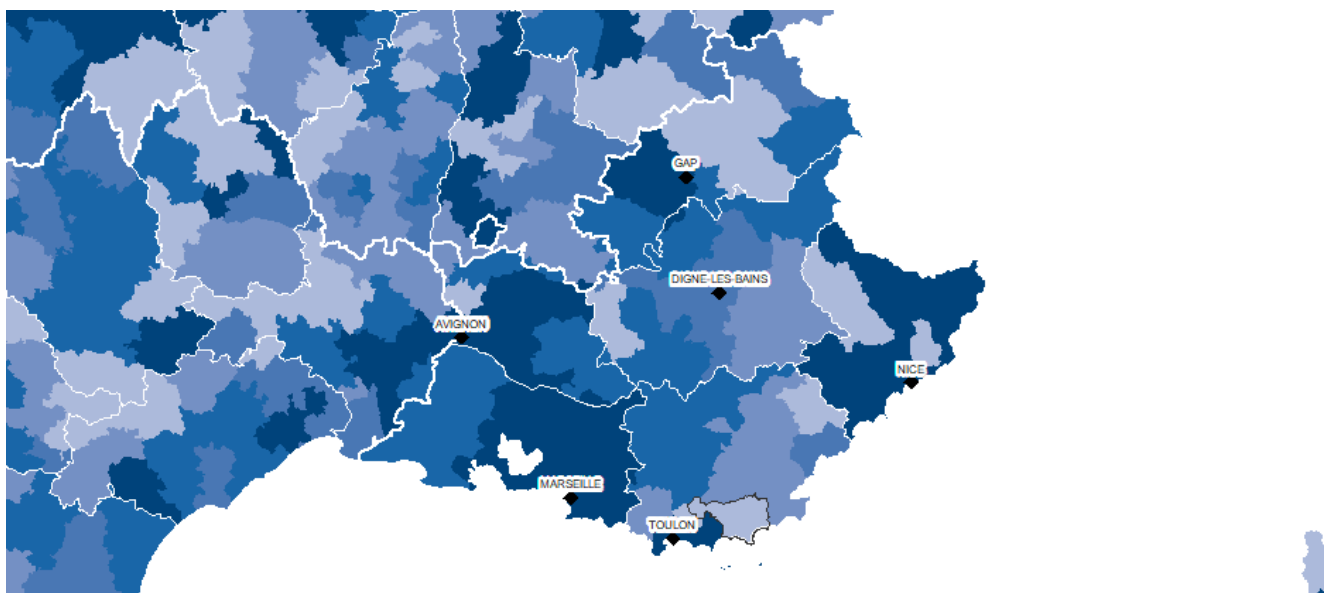 GAP
DIGNE-LES-BAINS
AVIGNON
NICE
MARSEILLE
TOULON